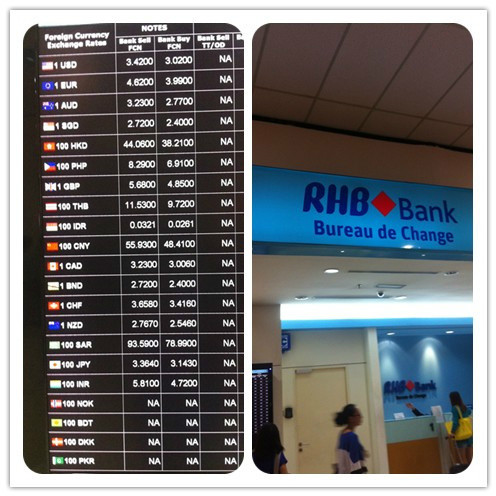 Foreign Currency
Exchange Rates
NOTES
Bank Sell
FCN
Bank Buy
FCN
Bank Sell
TT/OD
1 USD 3.4200 3.0200 NA
1 EUR 4.6200 3.9900 NA
1 AUD 3.2300 2.7700 NA
1 SGD 2.7200 2.4000 NA
100 HKD 44.0600 38.2100 NA
100 PHP 8.2900 6.9100 NA
1 GBP 5.6800 4.8500 NA
100 THB 11.5300 9.7200 NA
100 IDR 0.0321 0.0261 NA
100 CNY 55.9300 48.4100 NA
1 CAD 3.2300 3.0060 NA
1 BND 2.7200 2.4000 NA
1 CHF 3.6580 3.4160 NA
1 NZD 2.7670 2.5460 NA
100 SAR 93.5900 78.9900 NA
100 JPY 3.3640 3.1430 NA
100 INR 5.8100 4.7200 NA
100 NOK NA NA NA
100 BDT NA NA NA
100 DKK NA NA NA
100 PKR NA NA NA
RHB Bank
Bureau de Change
RHB Bank
Bureau de Change